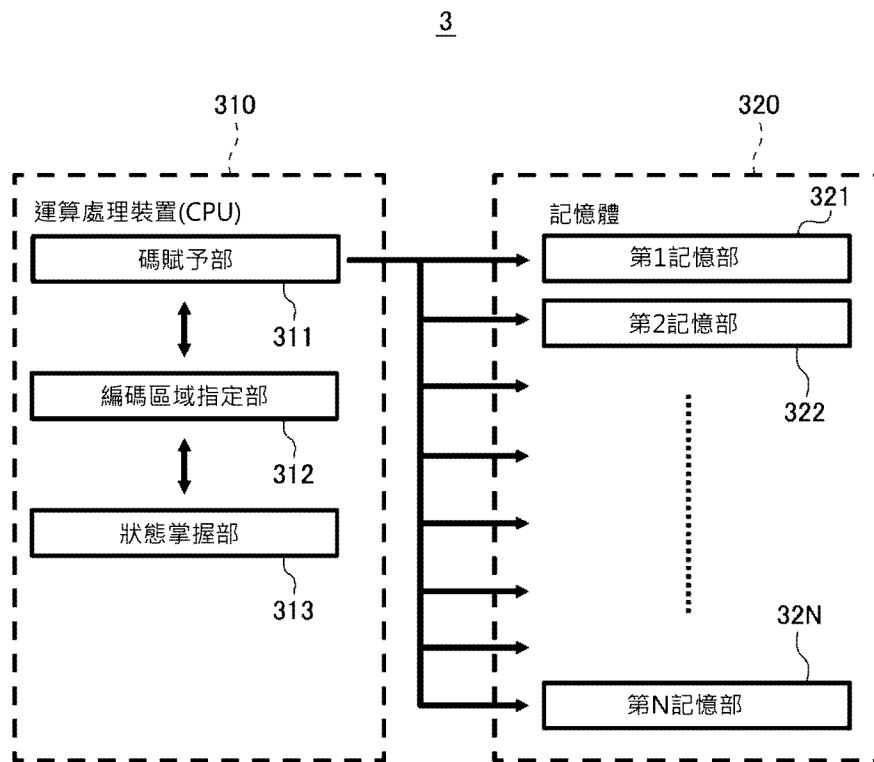 3
310
320
運算處理裝置(CPU)
記憶體
321
碼賦予部
第1記憶部
311
第2記憶部
322
編碼區域指定部
312
狀態掌握部
313
32N
第N記憶部